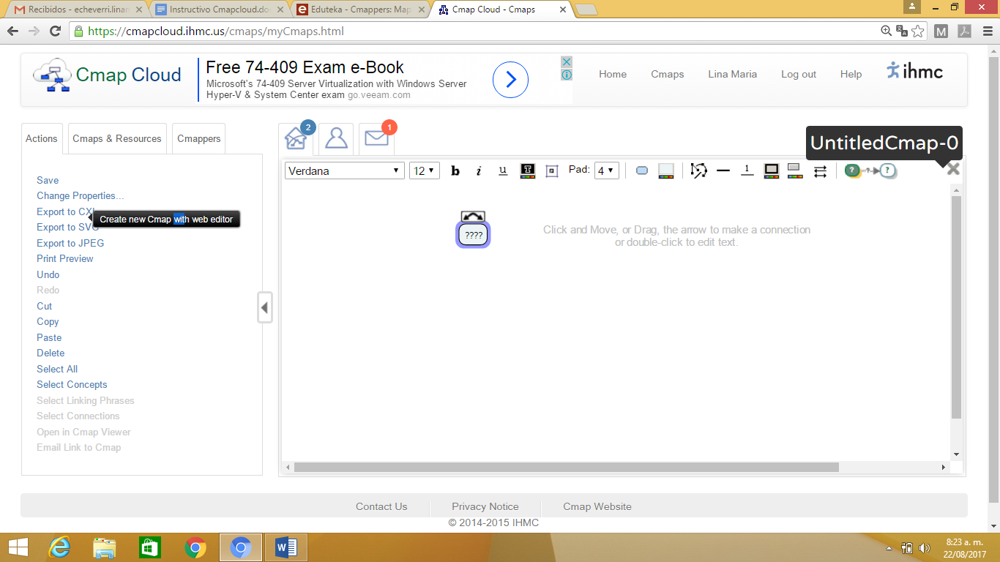 Recibidos - echeverri.linar
Instructivo Cmapcloud.do
Eduteka - Cmappers: Map
Cmap Cloud - Cmaps
https://cmapcloud.ihmc.us/cmaps/myCmaps.html
Cmap Cloud
Free 74-409 Exam e-Book
Microsoft's 74-409 Server Virtualization with Windows Server
Hyper-V & System Center exam go.veeam.com
Home
Cmaps
Lina Maria
Log out
Help
ihmc
Actions
Cmaps & Resources
Cmappers
2
1
UntitledCmap-0
Save
Change Properties...
Export to CXL
Create new Cmap with web editor
Export to SVG
Export to JPEG
Print Preview
Undo
Redo
Cut
Copy
Paste
Delete
Select All
Select Concepts
Select Linking Phrases
Select Connections
Open in Cmap Viewer
Email Link to Cmap
Verdana
12
b
i
u
T
Pad: 4
1
? ? ?
????
Click and Move, or Drag, the arrow to make a connection
or double-click to edit text.
Contact Us
Privacy Notice
Cmap Website
© 2014-2015 IHMC
8:23 a. m.
22/08/2017